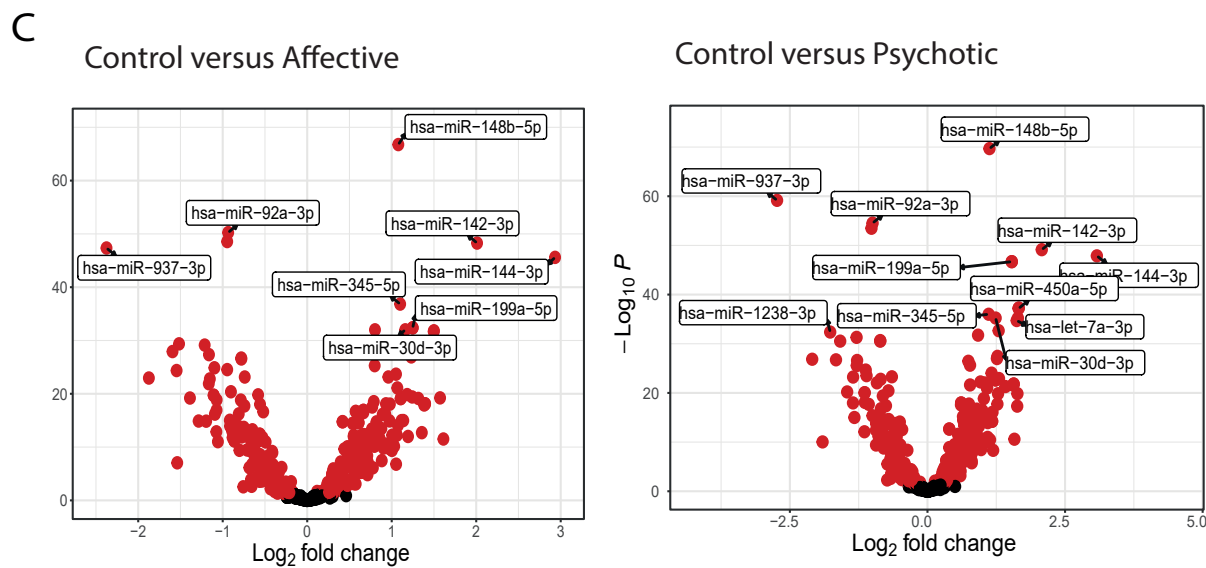 C
Control versus Affective
hsa−miR−148b−5p
hsa−miR−92a−3p
hsa−miR−142−3p
hsa−miR−937−3p
hsa−miR−144−3p
hsa−miR−345−5p
hsa−miR−199a−5p
hsa−miR−30d−3p
60
40
20
0
−2
−1
0
1
2
3
Log2 fold change
Control versus Psychotic
hsa−miR−148b−5p
hsa−miR−937−3p
hsa−miR−92a−3p
hsa−miR−142−3p
hsa−miR−199a−5p
hsa−miR−144−3p
hsa−miR−450a−5p
hsa−miR−1238−3p
hsa−miR−345−5p
hsa−let−7a−3p
hsa−miR−30d−3p
−Log10 P
60
40
20
0
−2.5
0.0
2.5
5.0
Log2 fold change